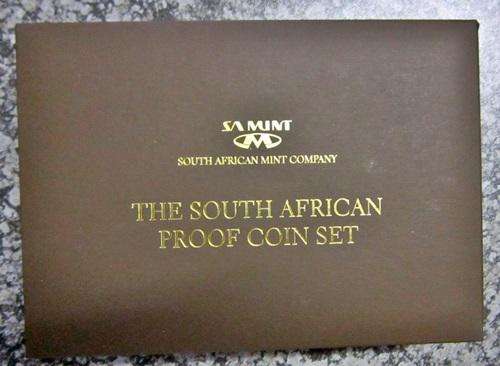 SA MINT
SOUTH AFRICAN MINT COMPANY
THE SOUTH AFRICAN
PROOF COIN SET